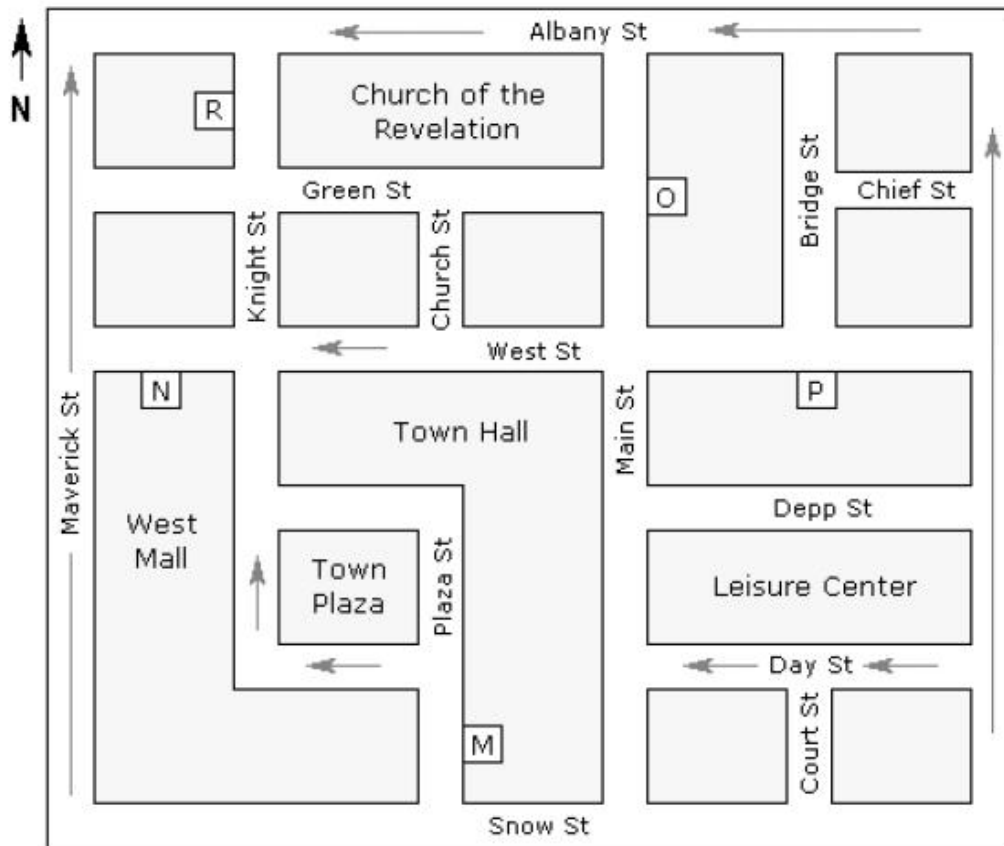 Albany St
N
R
Church of the
Revelation
Green St
O
Bridge St
Chief St
Knight St
Church St
West St
Maverick St
N
Town Hall
Main St
P
West
Mall
Depp St
Town
Plaza
Plaza St
Leisure Center
Day St
M
Court St
Snow St